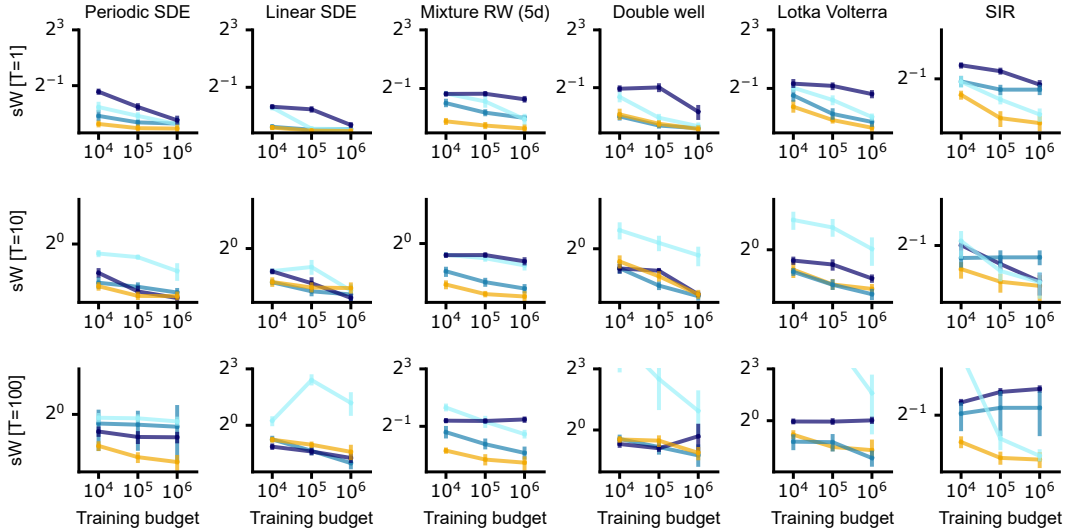 Periodic SDE Linear SDE Mixture RW (5d) Double well Lotka Volterra SIR
sW [T=1]
2^3 2^3 2^3 2^3 2^3
2^−1 2^−1 2^−1 2^−1 2^−1 2^−1
10^4 10^5 10^6 10^4 10^5 10^6 10^4 10^5 10^6 10^4 10^5 10^6 10^4 10^5 10^6 10^4 10^5 10^6
sW [T=10]
2^0 2^0 2^0 2^0 2^0 2^−1
10^4 10^5 10^6 10^4 10^5 10^6 10^4 10^5 10^6 10^4 10^5 10^6 10^4 10^5 10^6 10^4 10^5 10^6
sW [T=100]
2^3 2^3 2^3
2^0 2^0 2^−1 2^0 2^0 2^−1
10^4 10^5 10^6 10^4 10^5 10^6 10^4 10^5 10^6 10^4 10^5 10^6 10^4 10^5 10^6 10^4 10^5 10^6
Training budget Training budget Training budget Training budget Training budget Training budget